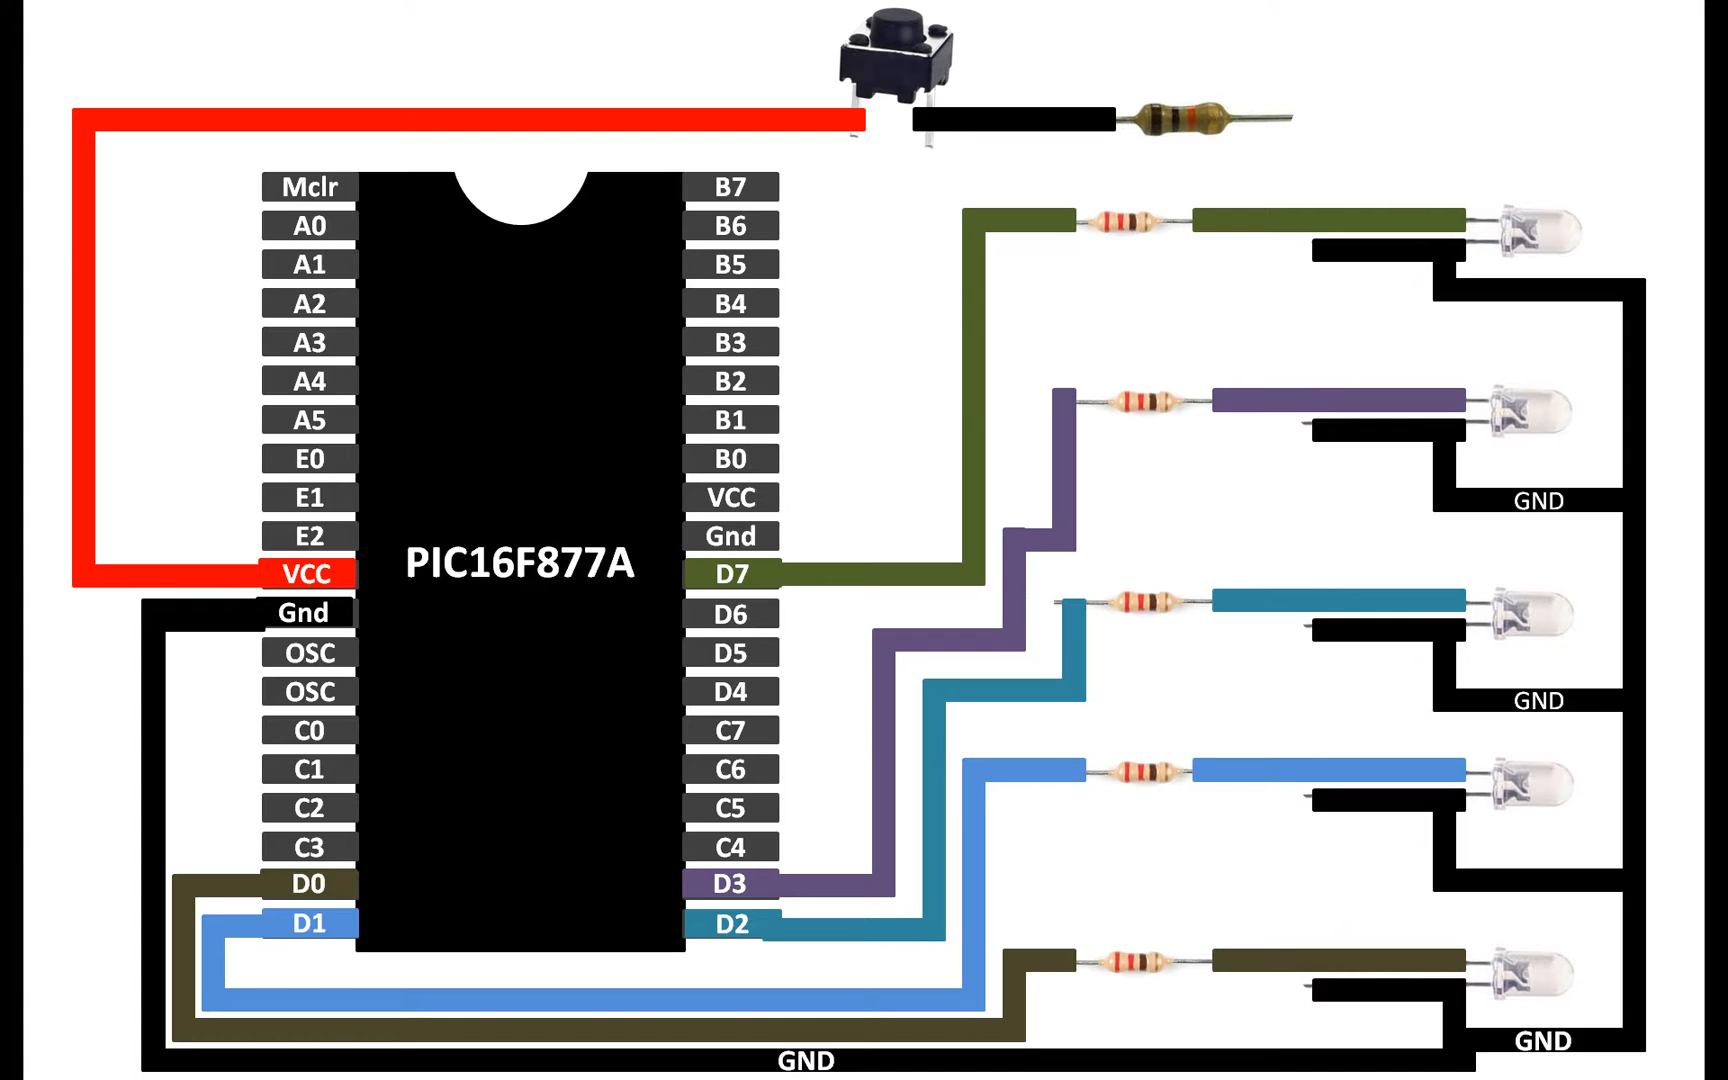 Mclr
A0
A1
A2
A3
A4
A5
E0
E1
E2
VCC
Gnd
OSC
OSC
C0
C1
C2
C3
D0
D1
PIC16F877A
B7
B6
B5
B4
B3
B2
B1
B0
VCC
Gnd
D7
D6
D5
D4
C7
C6
C5
C4
D3
D2
GND
GND
GND
GND